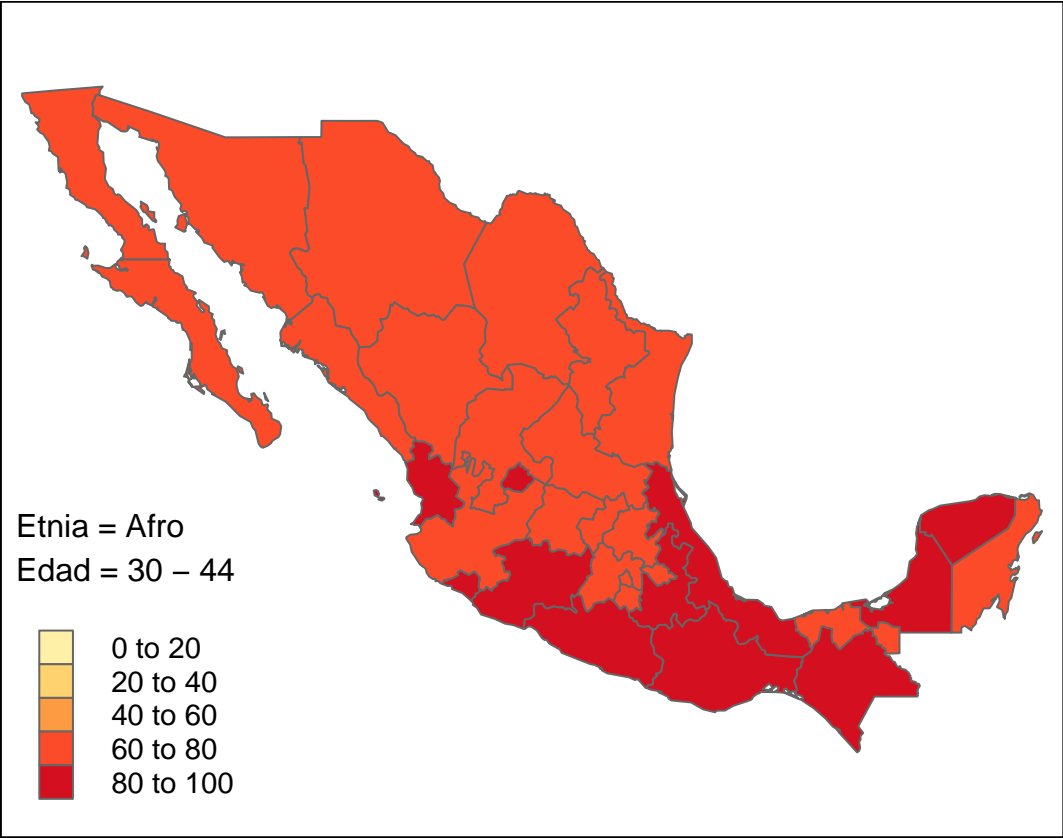 Etnia = Afro
Edad = 30 − 44
0 to 20
20 to 40
40 to 60
60 to 80
80 to 100